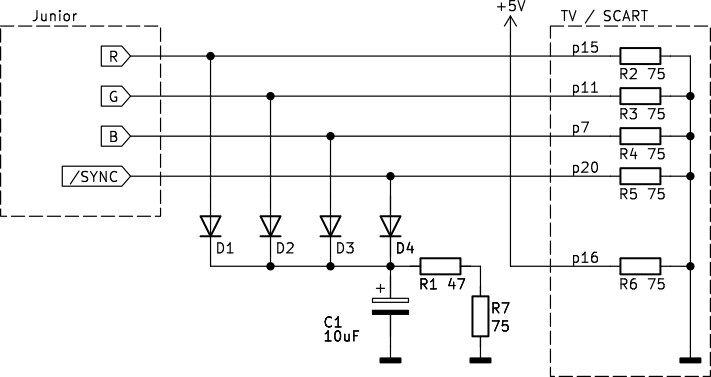 +5V
Junior
TV / SCART
R
p15
R2 75
G
p11
R3 75
B
p7
R4 75
/SYNC
p20
R5 75
D1
D2
D3
D4
p16
R1 47
R6 75
+
R7
75
C1
10uF